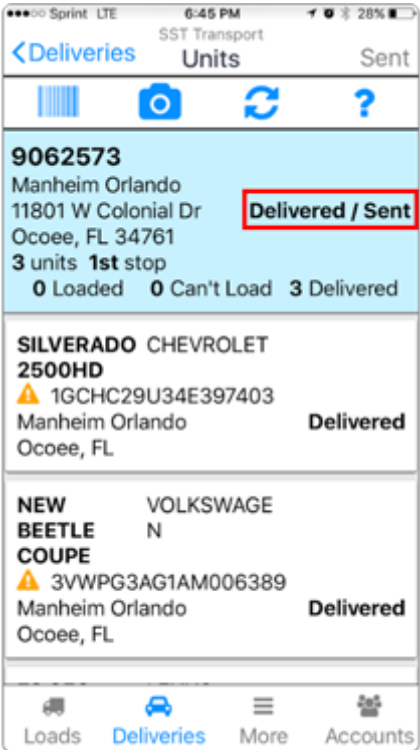 Sprint LTE 6:45 PM 28%
SST Transport
Deliveries Units Sent
?
9062573
Manheim Orlando
11801 W Colonial Dr Delivered / Sent
Ocoee, FL 34761
3 units 1st stop
0 Loaded 0 Can't Load 3 Delivered
SILVERADO CHEVROLET
2500HD
1GCHC29U34E397403
Manheim Orlando Delivered
Ocoee, FL
NEW VOLKSWAGE
BEETLE N
COUPE
3VWPG3AG1AM006389
Manheim Orlando Delivered
Ocoee, FL
Loads Deliveries More Accounts